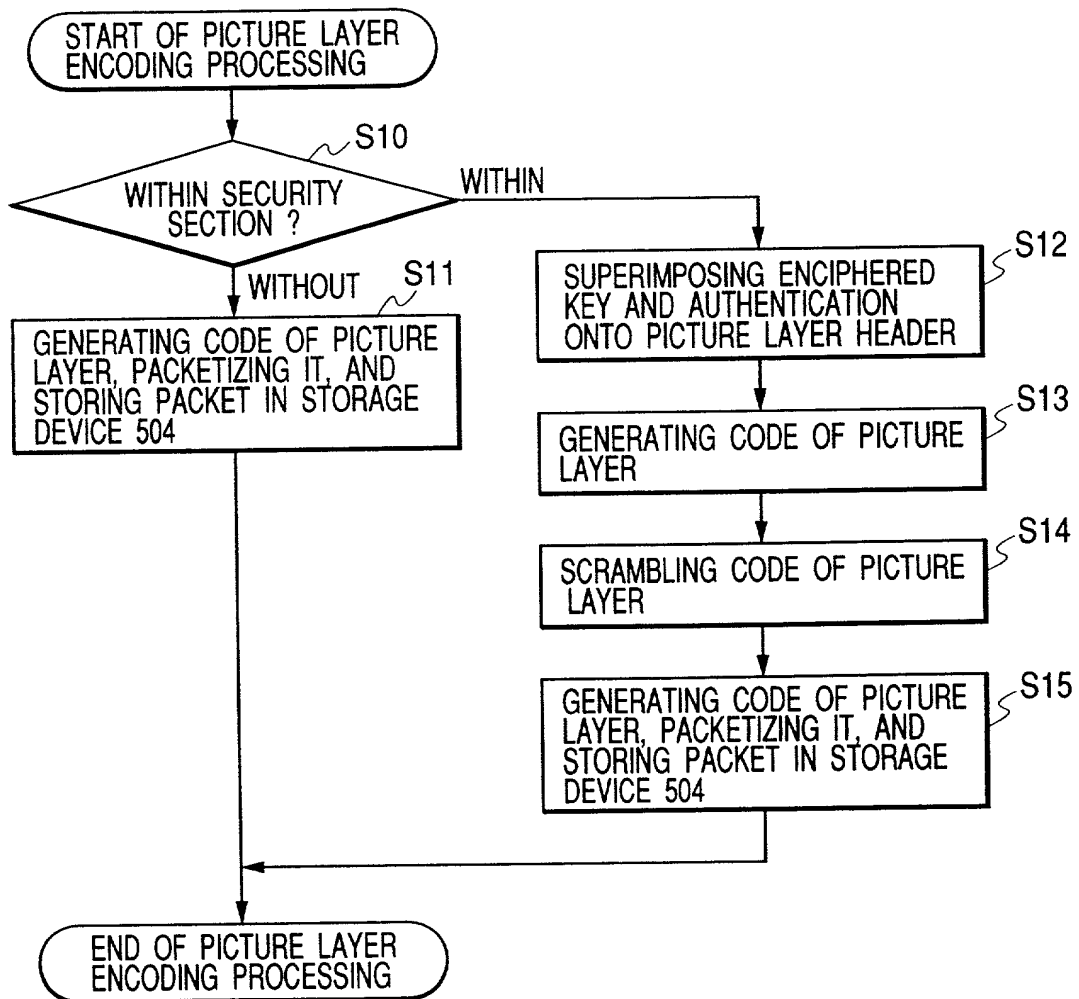 START OF PICTURE LAYER
ENCODING PROCESSING
S10
WITHIN SECURITY
SECTION ?
WITHIN
WITHOUT
S11
GENERATING CODE OF PICTURE
LAYER, PACKETIZING IT, AND
STORING PACKET IN STORAGE
DEVICE 504
S12
SUPERIMPOSING ENCIPHERED
KEY AND AUTHENTICATION
ONTO PICTURE LAYER HEADER
S13
GENERATING CODE OF PICTURE
LAYER
S14
SCRAMBLING CODE OF PICTURE
LAYER
S15
GENERATING CODE OF PICTURE
LAYER, PACKETIZING IT, AND
STORING PACKET IN STORAGE
DEVICE 504
END OF PICTURE LAYER
ENCODING PROCESSING